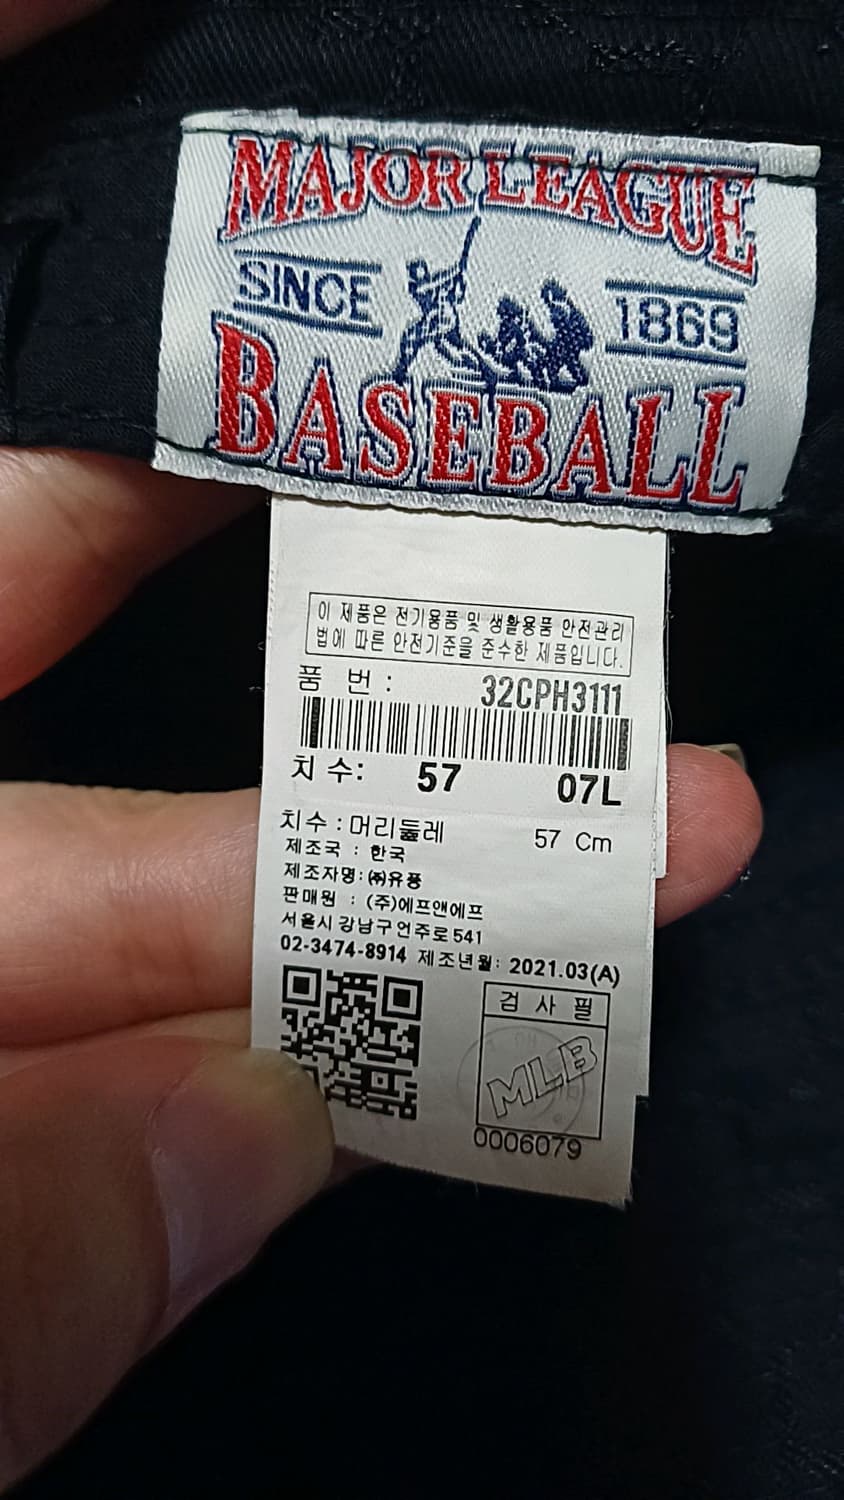 MAJOR LEAGUE
SINCE 1869
BASEBALL
이 제품은 전기용품 및 생활용품 안전관리
법에 따른 안전기준을 준수한 제품입니다.
품 번 : 32CPH3111
치 수: 57 07L
치수 : 머리둘레 57 Cm
제조국 : 한국
제조자명: ㈜유풍
판매원 : (주)에프앤에프
서울시 강남구 언주로 541
02-3474-8914 제조년월: 2021.03(A)
검 사 필
MLB
0006079